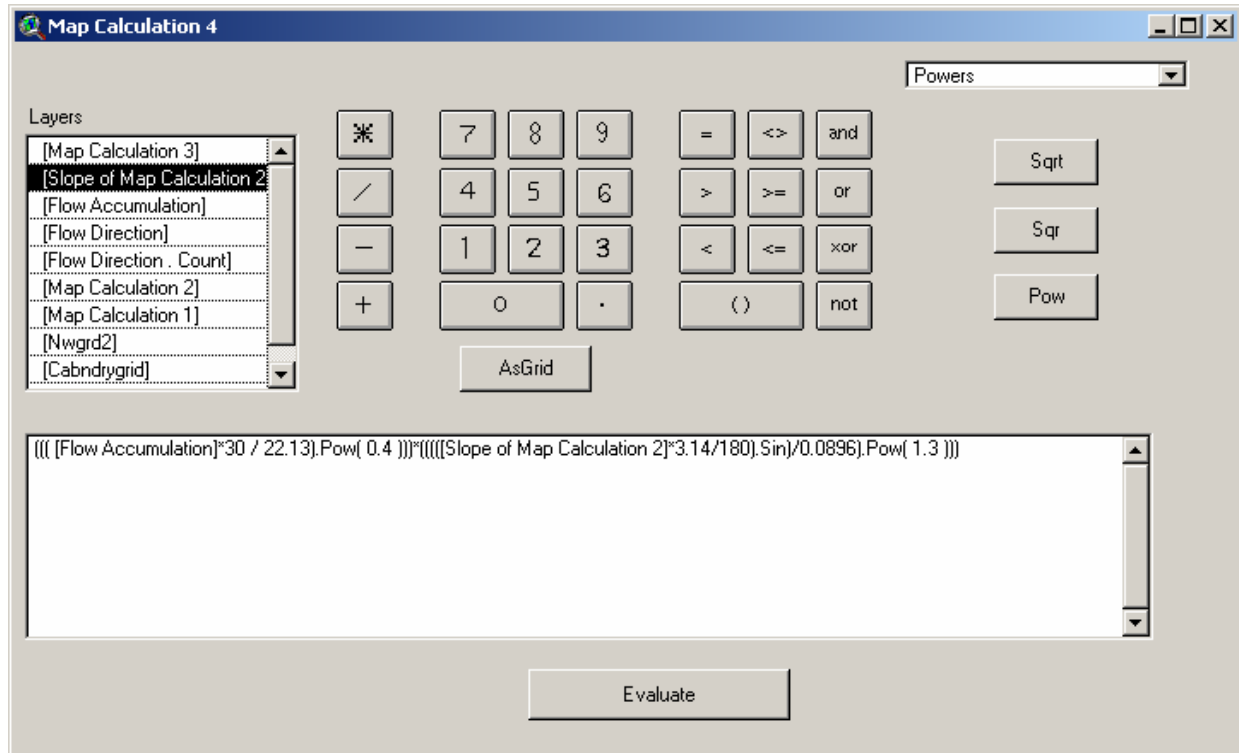 Map Calculation 4
Powers
Layers
[Map Calculation 3]
[Slope of Map Calculation 2
[Flow Accumulation]
[Flow Direction]
[Flow Direction . Count]
[Map Calculation 2]
[Map Calculation 1]
[Nwgrd2]
[Cabndrygrid]
* 7 8 9 = <> and
/ 4 5 6 > >= or
- 1 2 3 < <= xor
+ 0 . ( ) not
AsGrid
Sqrt
Sqr
Pow
((( [Flow Accumulation]*30 / 22.13).Pow( 0.4 )))*((((([Slope of Map Calculation 2]*3.14/180).Sin)/0.0896).Pow( 1.3 )))
Evaluate